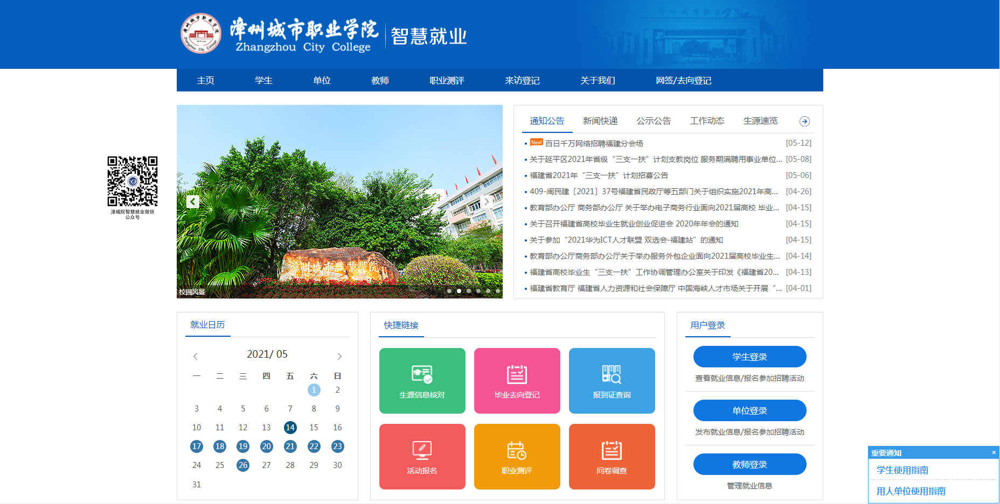 漳州城市职业学院
Zhangzhou City College
智慧就业
漳州城市职业学院
主页 学生 单位 教师 职业测评 来访登记 关于我们 网签/去向登记
漳城院智慧就业微信
公众号
漳州城市職業學院
校园风景
通知公告 新闻快递 公示公告 工作动态 生源速览
New! 百日千万网络招聘福建分会场 [05-12]
关于延平区2021年省级“三支一扶”计划支教岗位 服务期满聘用事业单位... [05-08]
福建省2021年“三支一扶”计划招募公告 [05-06]
409-闽民建〔2021〕37号福建省民政厅等五部门关于组织实施2021年高... [04-26]
教育部办公厅 商务部办公厅 关于举办电子商务行业面向2021届高校 毕业... [04-15]
关于召开福建省高校毕业生就业创业促进会 2020年年会的通知 [04-15]
关于参加“2021华为ICT人才联盟 双选会-福建站”的通知 [04-15]
教育部办公厅商务部办公厅关于举办服务外包企业面向2021届高校毕业生... [04-14]
福建省高校毕业生“三支一扶”工作协调管理办公室关于印发《福建省20... [04-13]
福建省教育厅 福建省人力资源和社会保障厅 中国海峡人才市场关于开展“... [04-01]
就业日历
2021/ 05
一 二 三 四 五 六 日
1 2
3 4 5 6 7 8 9
10 11 12 13 14 15 16
17 18 19 20 21 22 23
24 25 26 27 28 29 30
31
快捷链接
生源信息核对 毕业去向登记 报到证查询
活动报名 职业测评 问卷调查
用户登录
学生登录
查看就业信息/报名参加招聘活动
单位登录
发布就业信息/报名参加招聘活动
教师登录
管理就业信息
重要通知 ×
学生使用指南
用人单位使用指南